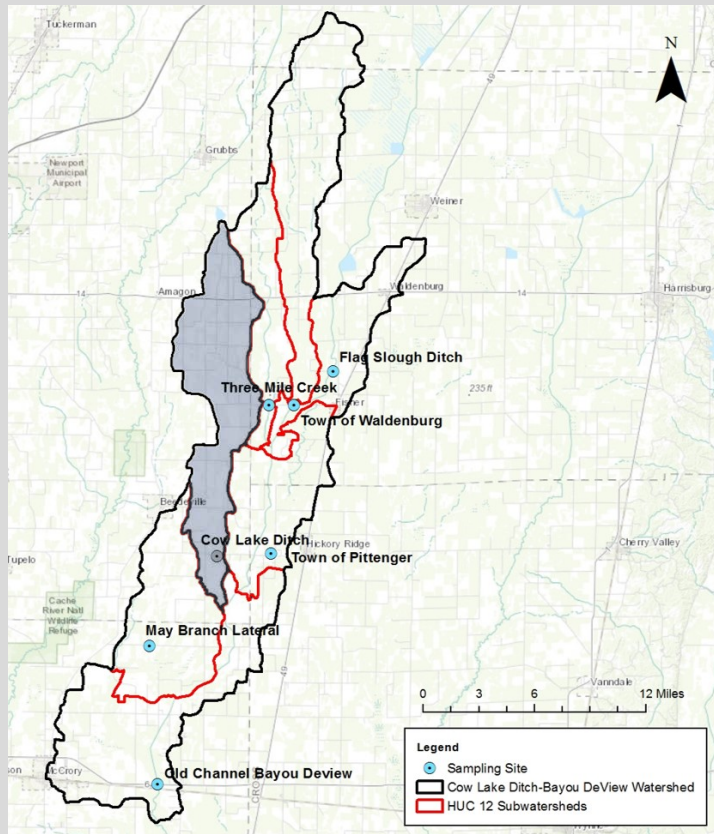 Tuckerman
N
49
Grubbs
Newport
Municipal
Airport
Weiner
Amagon
14
Waldenburg
14
Harrisburg
Flag Slough Ditch
Three Mile Creek
235 ft
Fisher
Town of Waldenburg
Beedeville
Cow Lake Ditch
Hickory Ridge
Tupelo
Town of Pittenger
Cherry Valley
Cache
River Natl
Wildlife
Refuge
May Branch Lateral
49
Vanndale
0 3 6 12 Miles
Old Channel Bayou Deview
McCrory
Legend
Sampling Site
Cow Lake Ditch-Bayou DeView Watershed
HUC 12 Subwatersheds